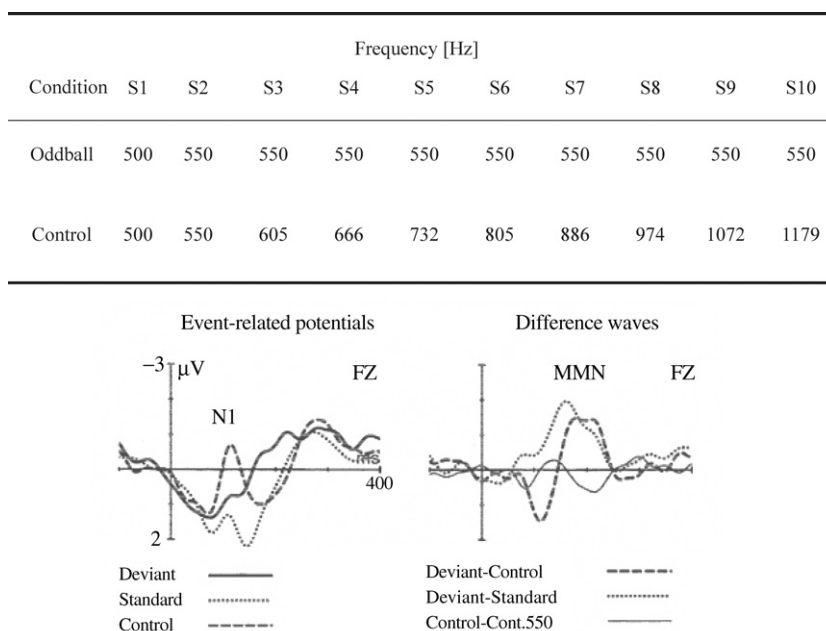 Frequency [Hz]
Condition S1 S2 S3 S4 S5 S6 S7 S8 S9 S10
Oddball 500 550 550 550 550 550 550 550 550 550
Control 500 550 605 666 732 805 886 974 1072 1179
Event-related potentials
−3 μV FZ
N1
ms
400
2
Deviant
Standard
Control
Difference waves
MMN FZ
Deviant-Control
Deviant-Standard
Control-Cont.550